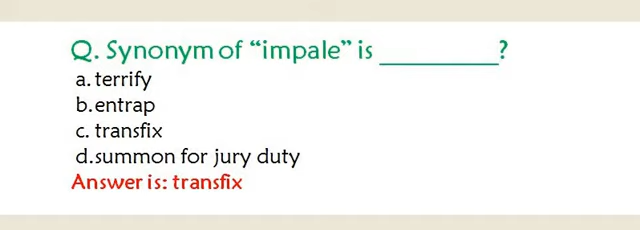 Q. Synonym of “impale” is __________?
a. terrify
b.entrap
c. transfix
d.summon for jury duty
Answer is: transfix